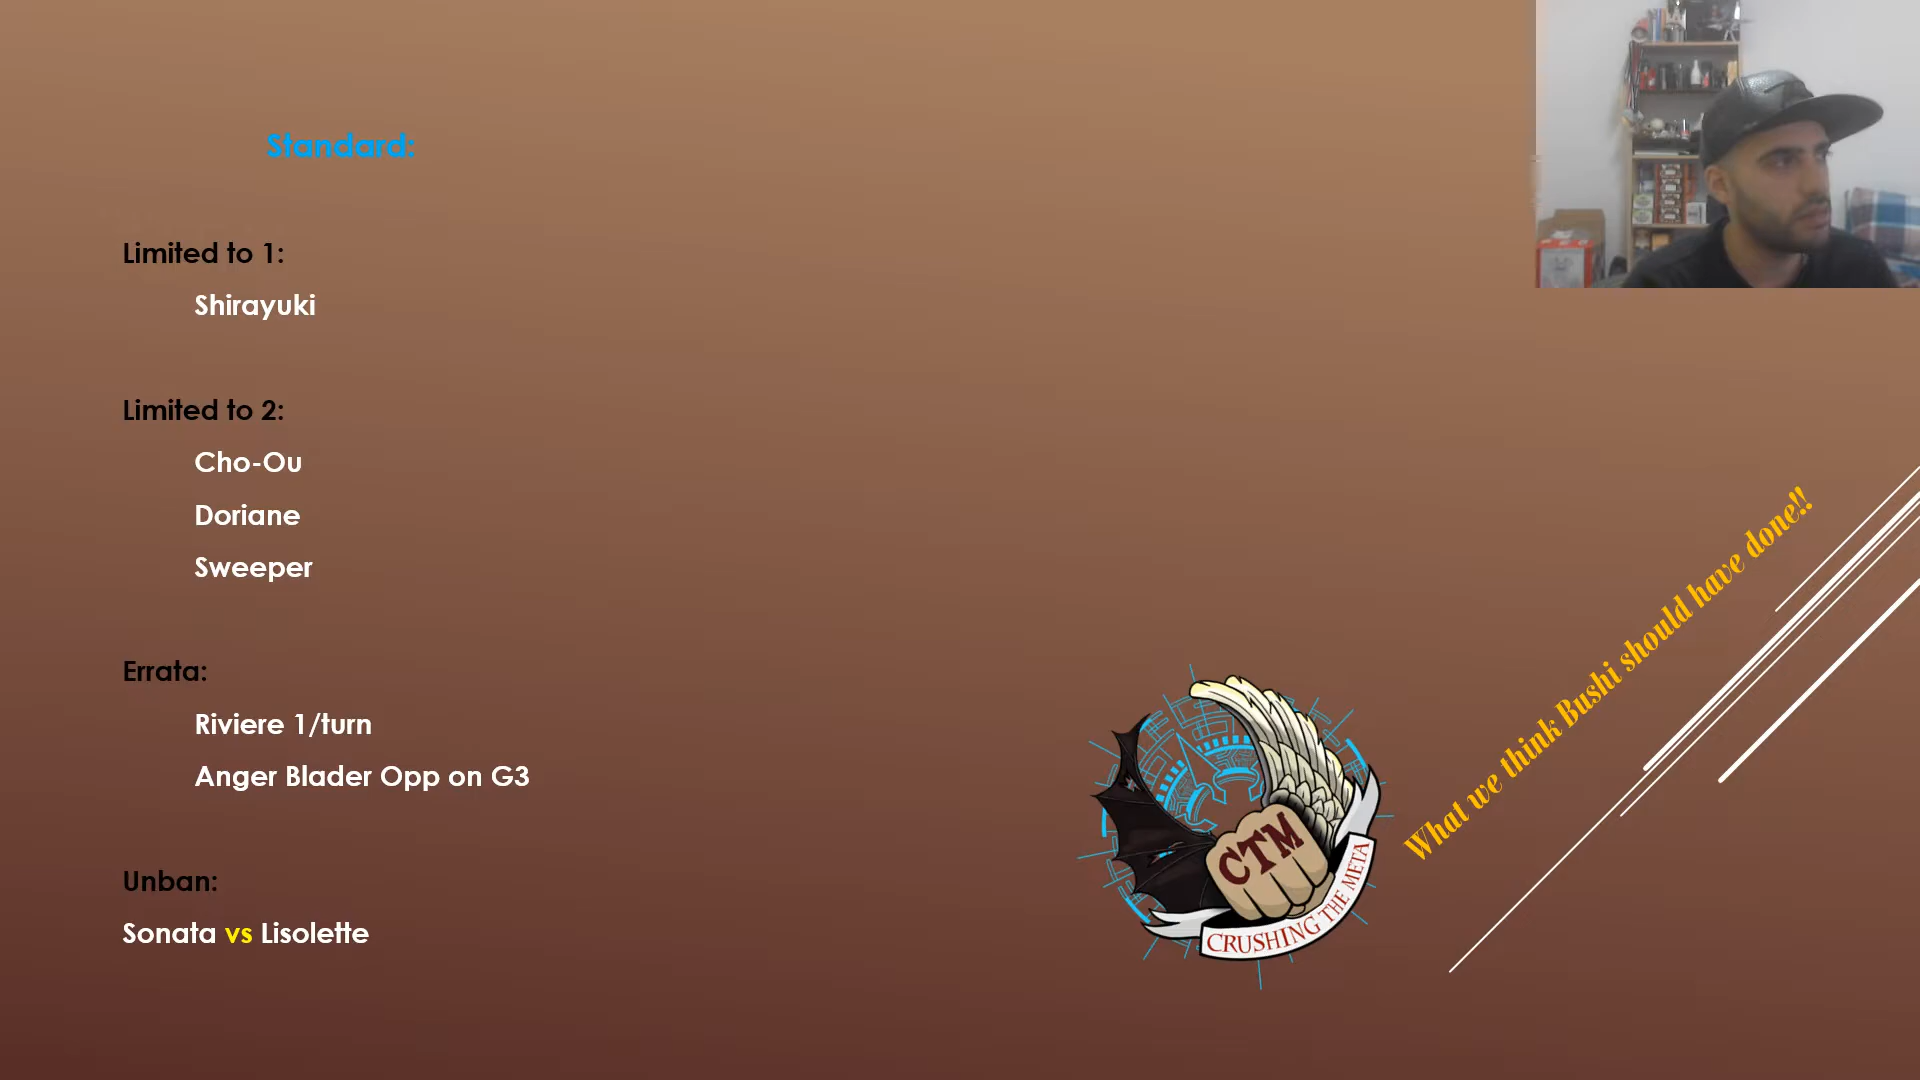 Standard:
Limited to 1:
Shirayuki
Limited to 2:
Cho-Ou
Doriane
Sweeper
Errata:
Riviere 1/turn
Anger Blader Opp on G3
Unban:
Sonata vs Lisolette
What we think Bushi should have done!!
CTM
CRUSHING THE META